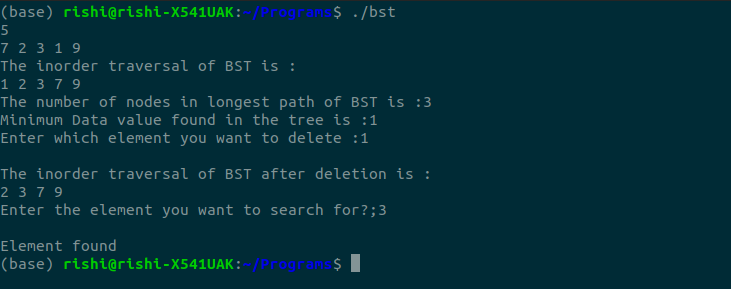 (base) rishi@rishi-X541UAK:~/Programs$ ./bst
5
7 2 3 1 9
The inorder traversal of BST is :
1 2 3 7 9
The number of nodes in longest path of BST is :3
Minimum Data value found in the tree is :1
Enter which element you want to delete :1
The inorder traversal of BST after deletion is :
2 3 7 9
Enter the element you want to search for?;3
Element found
(base) rishi@rishi-X541UAK:~/Programs$